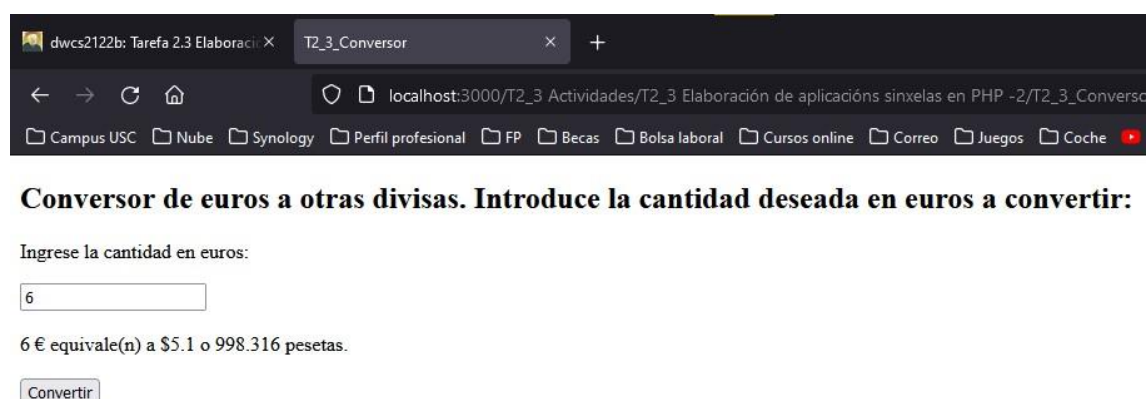 dwcs2122b: Tarefa 2.3 Elaboraci
T2_3_Conversor
localhost:3000/T2_3 Actividades/T2_3 Elaboración de aplicacións sinxelas en PHP -2/T2_3_Converso
Campus USC Nube Synology Perfil profesional FP Becas Bolsa laboral Cursos online Correo Juegos Coche
Conversor de euros a otras divisas. Introduce la cantidad deseada en euros a convertir:
Ingrese la cantidad en euros:
6
6 € equivale(n) a $5.1 o 998.316 pesetas.
Convertir